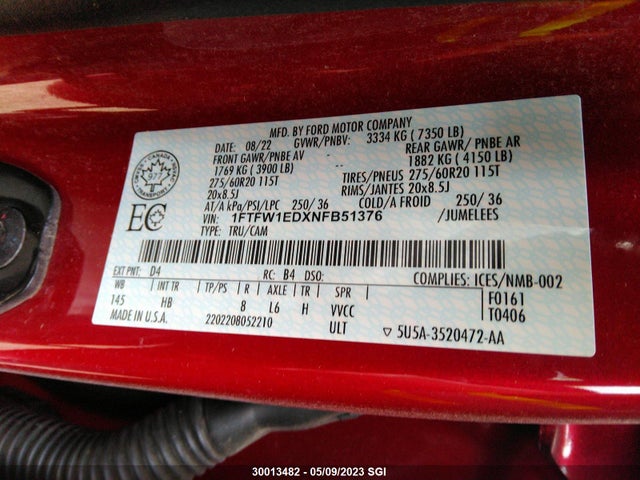 MFD. BY FORD MOTOR COMPANY
08/22 GVWR/PNBV: 3334 KG (7350 LB)
FRONT GAWR/PNBE AV REAR GAWR/ PNBE AR
1769 KG (3900 LB) 1882 KG (4150 LB)
275/60R20 115T TIRES/PNEUS 275/60R20 115T
20x8.5J RIMS/JANTES 20x8.5J
AT/A kPa/PSI/LPC 250/36 COLD/A FROID 250/36
VIN: 1FTFW1EDXNFB51376 /JUMELEES
TYPE: TRU/CAM
CANADA
TRANSPORT
EC
EXT PNT: D4 RC: B4 DSO: COMPLIES: ICES/NMB-002
WB INT TR TP/PS R AXLE TR SPR F0161
145 HB 8 L6 H VVCC T0406
MADE IN U.S.A. 2202208052210 ULT ▽ 5U5A-3520472-AA
30013482 - 05/09/2023 SGI